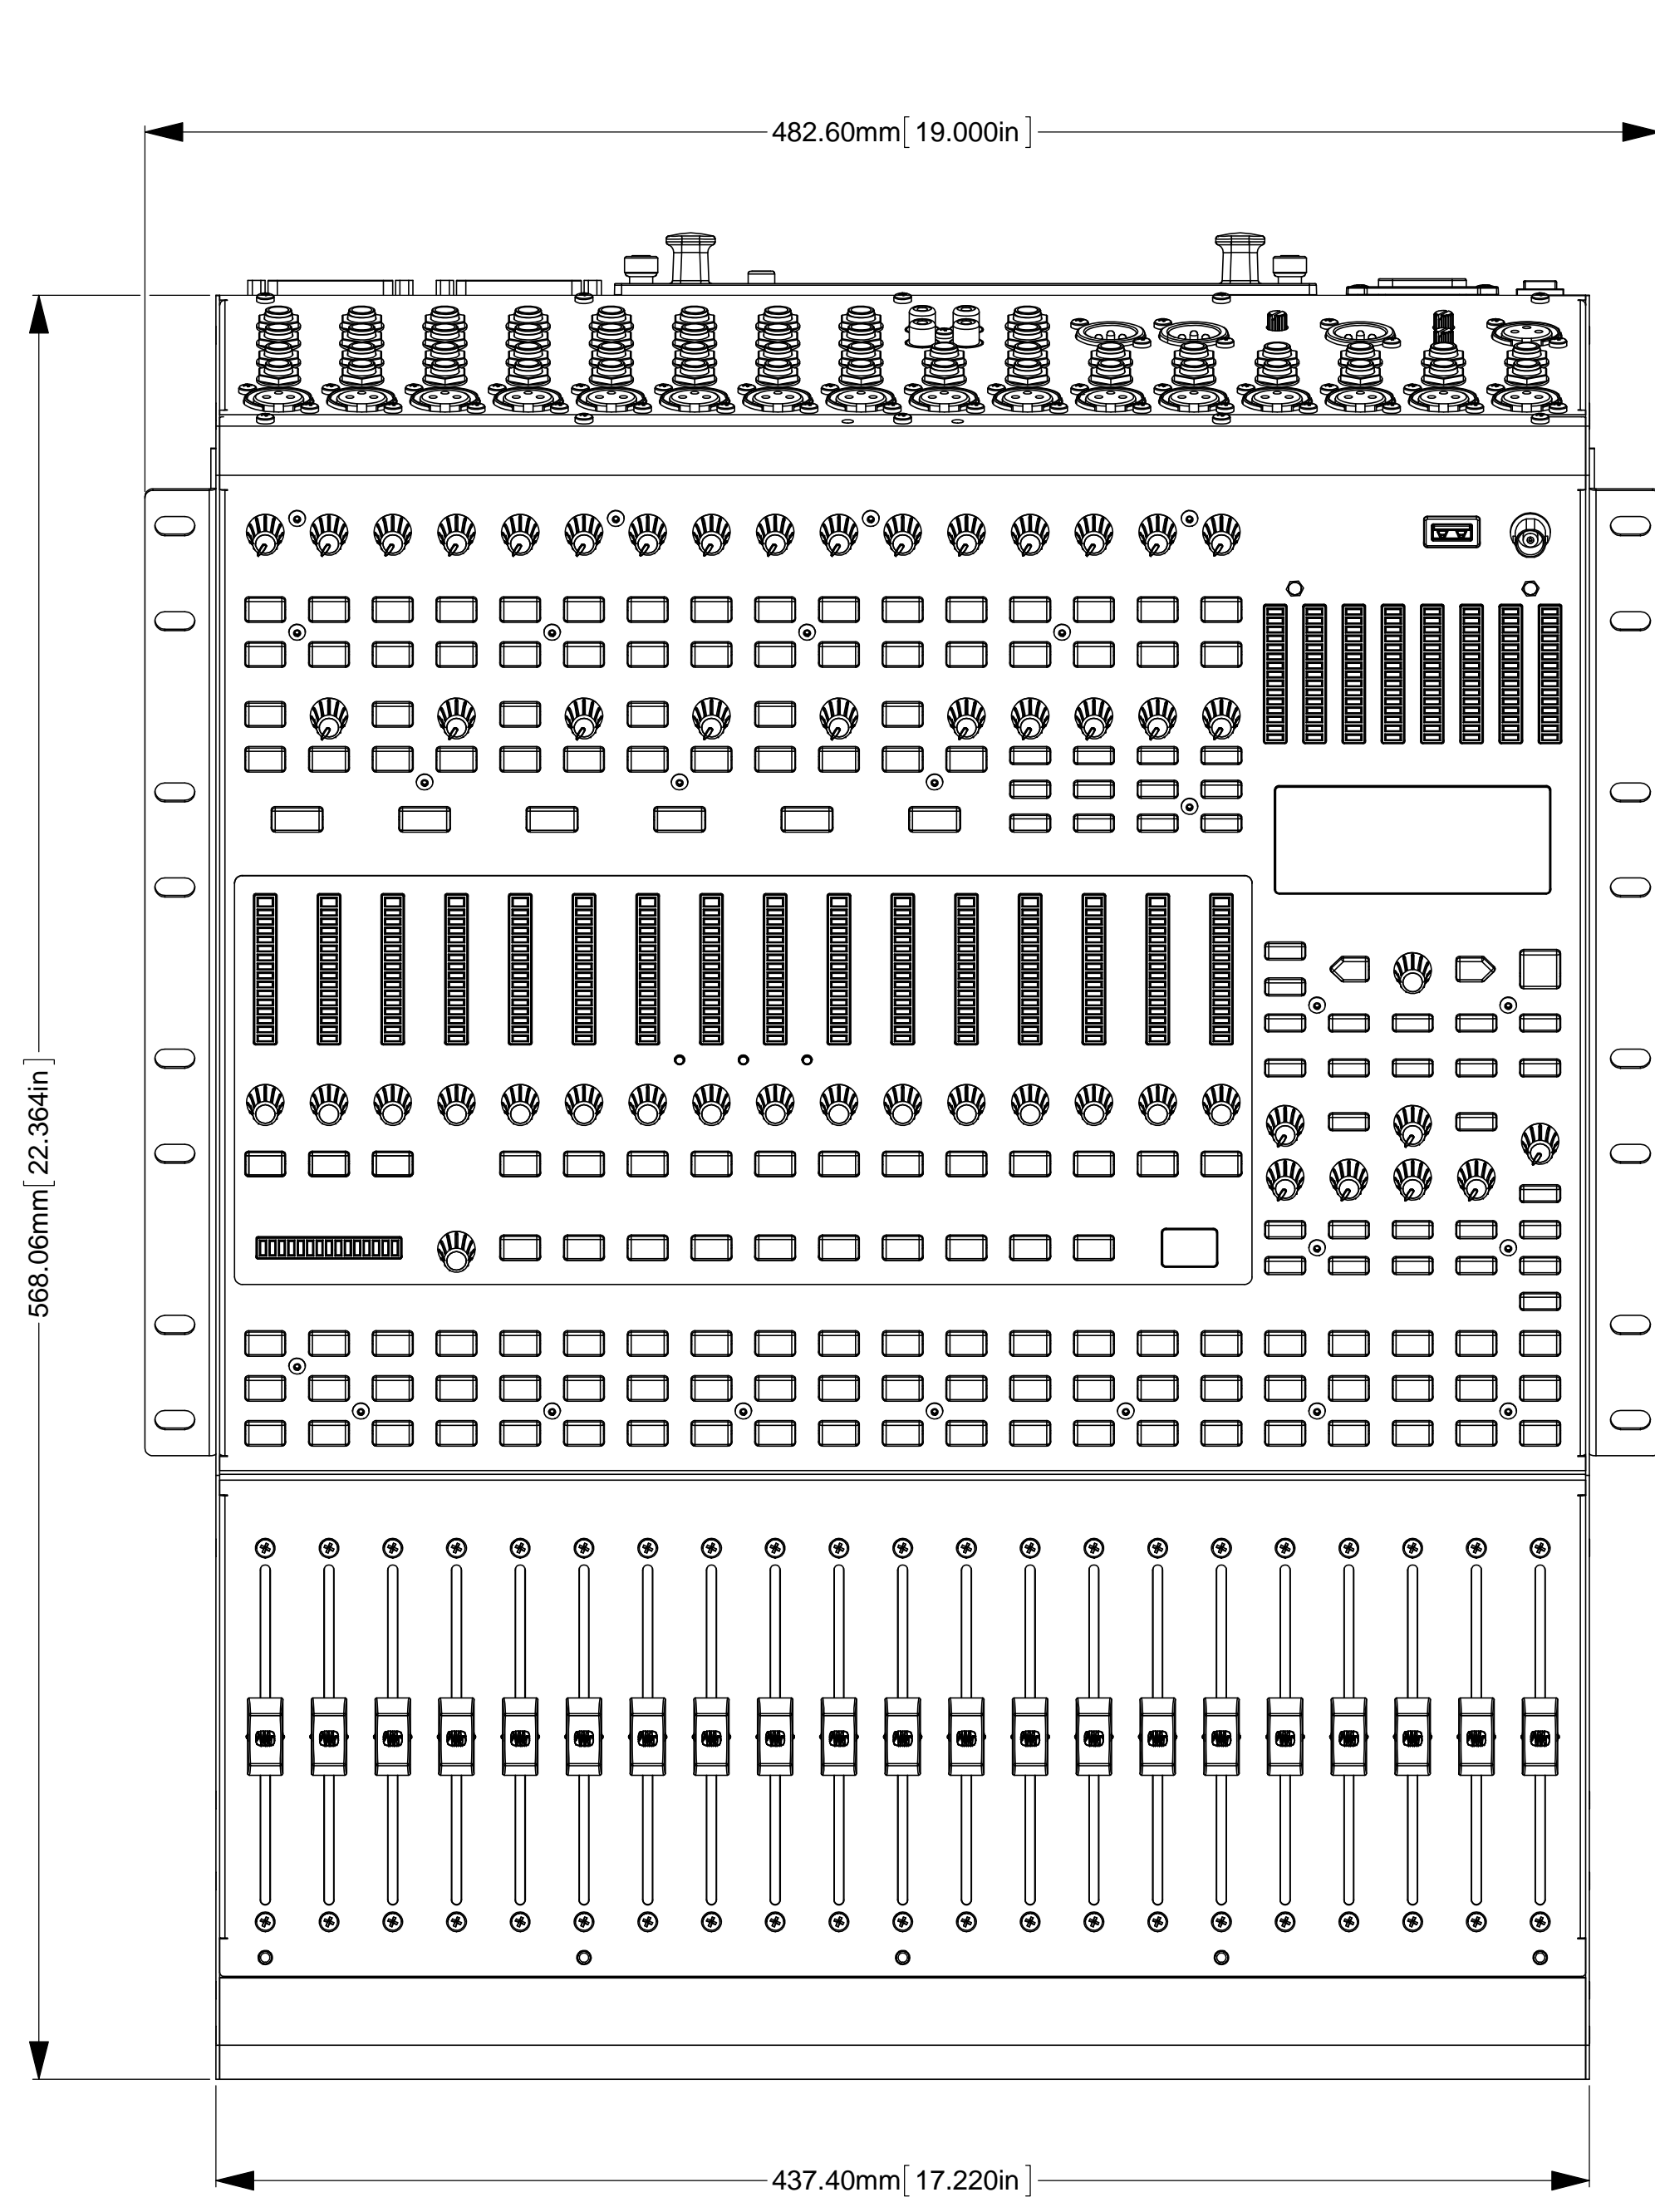 482.60mm[ 19.000in ]
568.06mm[ 22.364in ]
437.40mm[ 17.220in ]